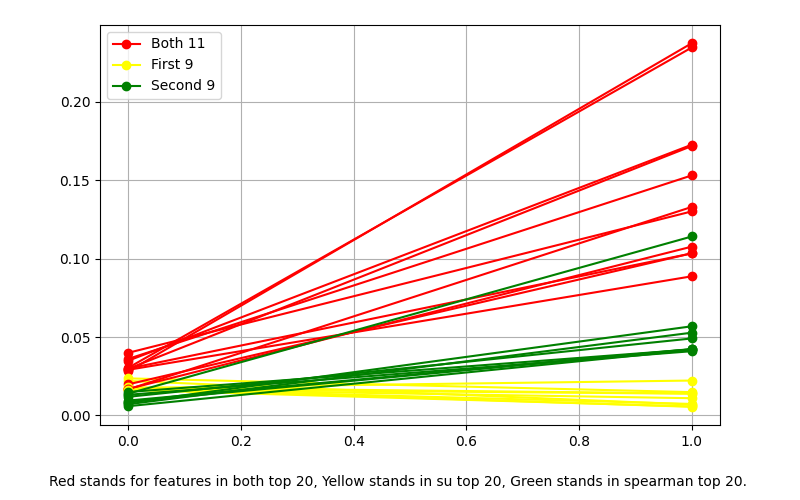 Both 11
First 9
Second 9
0.20
0.15
0.10
0.05
0.00
0.0 0.2 0.4 0.6 0.8 1.0
Red stands for features in both top 20, Yellow stands in su top 20, Green stands in spearman top 20.